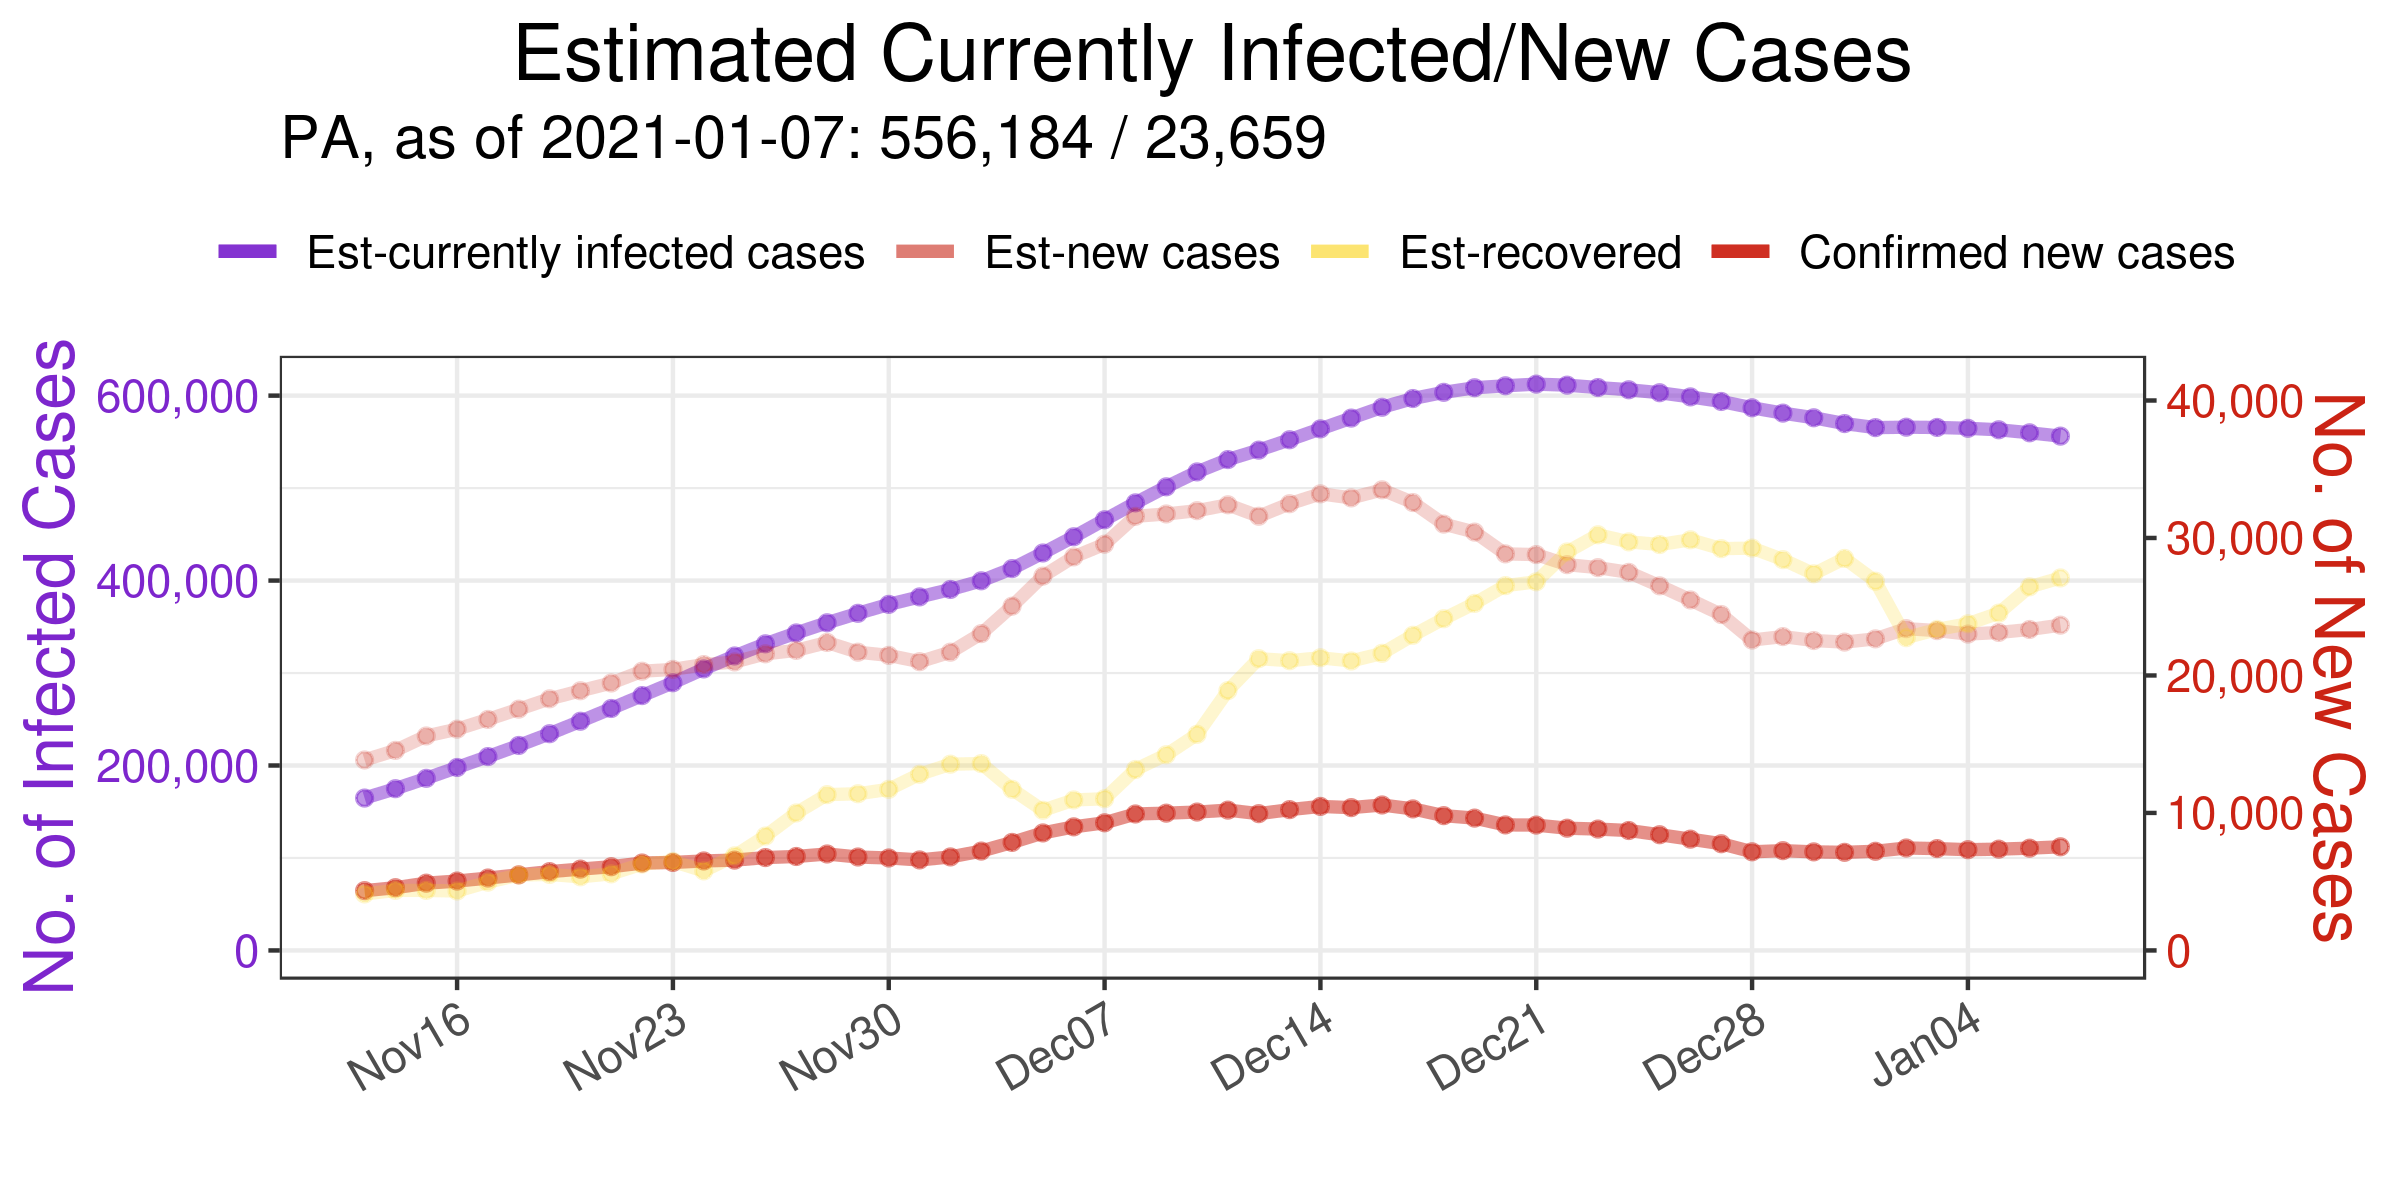 Estimated Currently Infected/New Cases
PA, as of 2021-01-07: 556,184 / 23,659
Est-currently infected cases Est-new cases Est-recovered Confirmed new cases
No. of Infected Cases
600,000
400,000
200,000
0
40,000
30,000
20,000
10,000
0
No. of New Cases
Nov16 Nov23 Nov30 Dec07 Dec14 Dec21 Dec28 Jan04